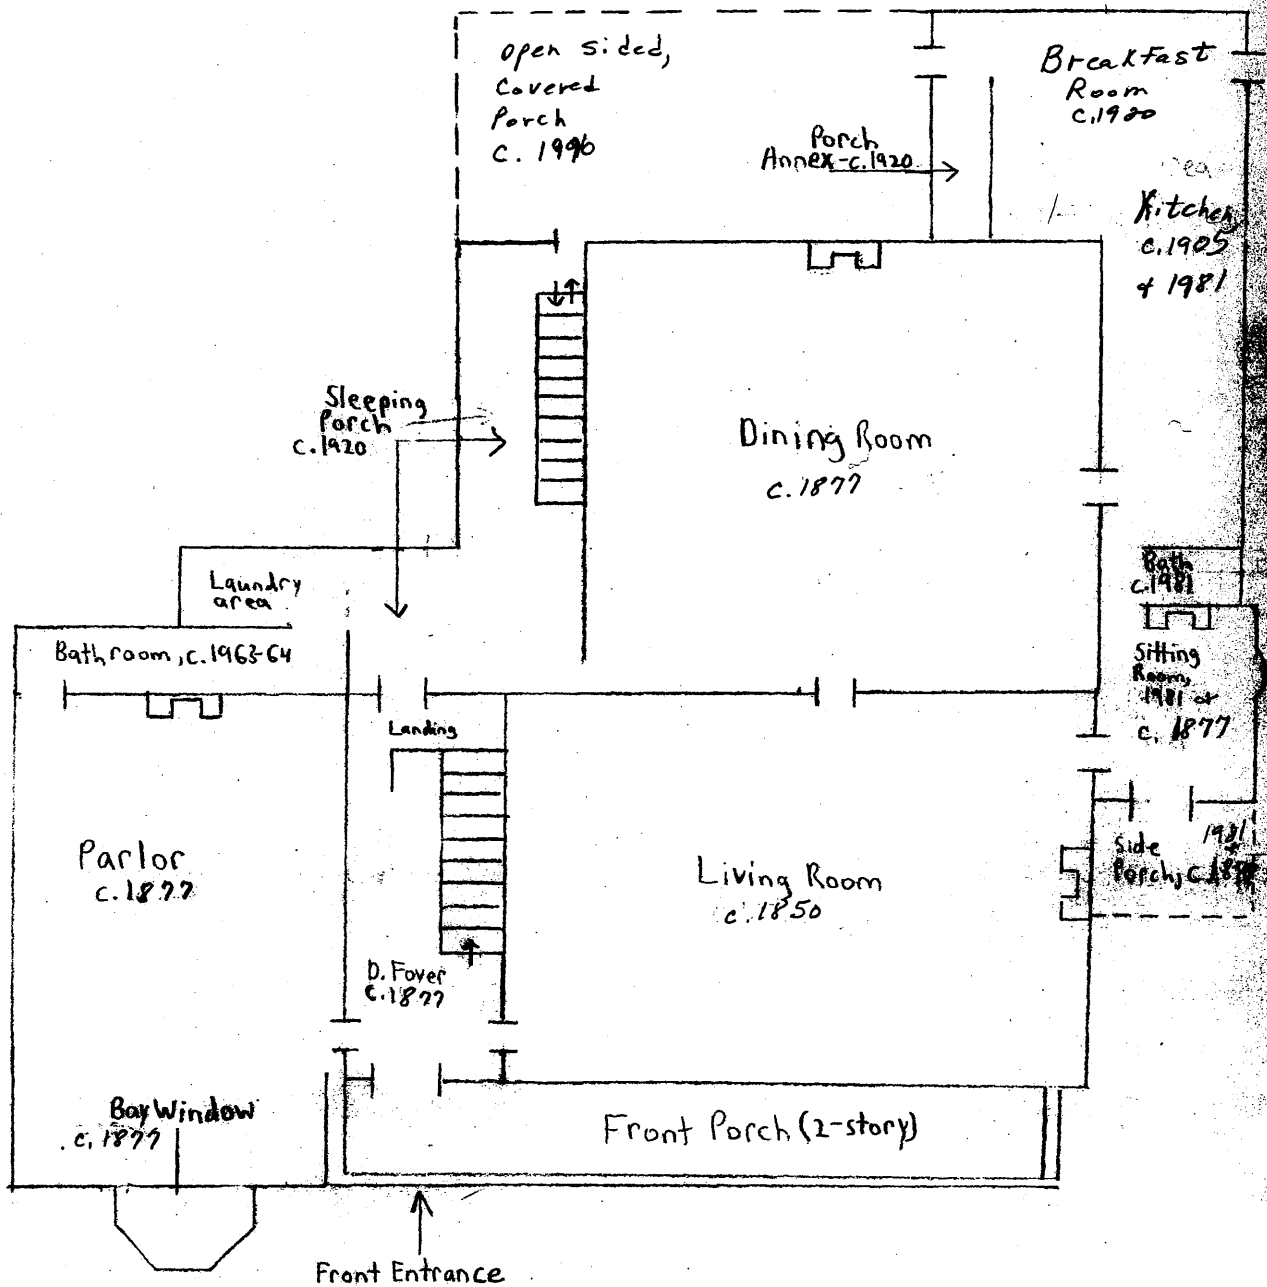 open sided,
Covered
Porch
c. 1996
BreaKfast
Room
c.1920
Porch
Annex-c.1920
Kitchen
c.1905
& 1981
Sleeping
Porch
c.1920
Dining Room
c.1877
Laundry
area
Bath
c.1981
Bathroom, c.1963-64
Sitting
Room,
1981 &
c. 1877
Landing
Parlor
c.1877
Living Room
c.1850
Side
Porch, c.
1981
&
D. Foyer
c.1877
Bay Window
c. 1877
Front Porch (2-story)
Front Entrance